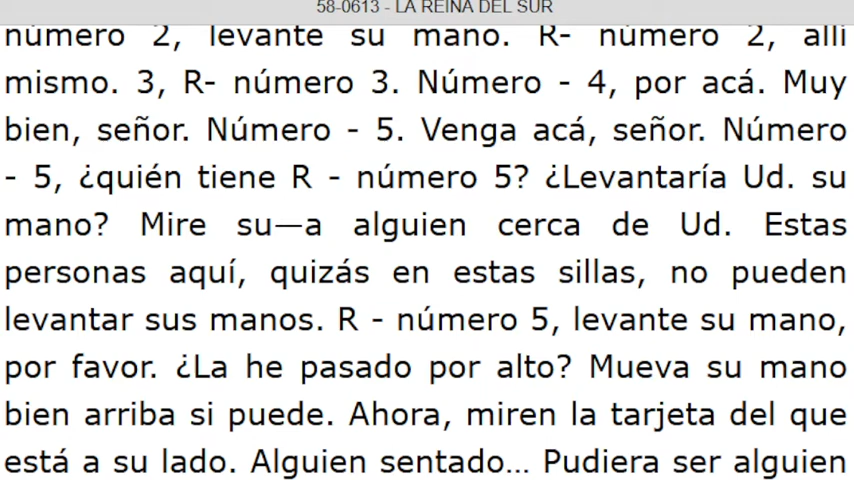 58-0613 - LA REINA DEL SUR
número 2, levante su mano. R- número 2, allí
mismo. 3, R- número 3. Número - 4, por acá. Muy
bien, señor. Número - 5. Venga acá, señor. Número
- 5, ¿quién tiene R - número 5? ¿Levantaría Ud. su
mano? Mire su—a alguien cerca de Ud. Estas
personas aquí, quizás en estas sillas, no pueden
levantar sus manos. R - número 5, levante su mano,
por favor. ¿La he pasado por alto? Mueva su mano
bien arriba si puede. Ahora, miren la tarjeta del que
está a su lado. Alguien sentado... Pudiera ser alguien